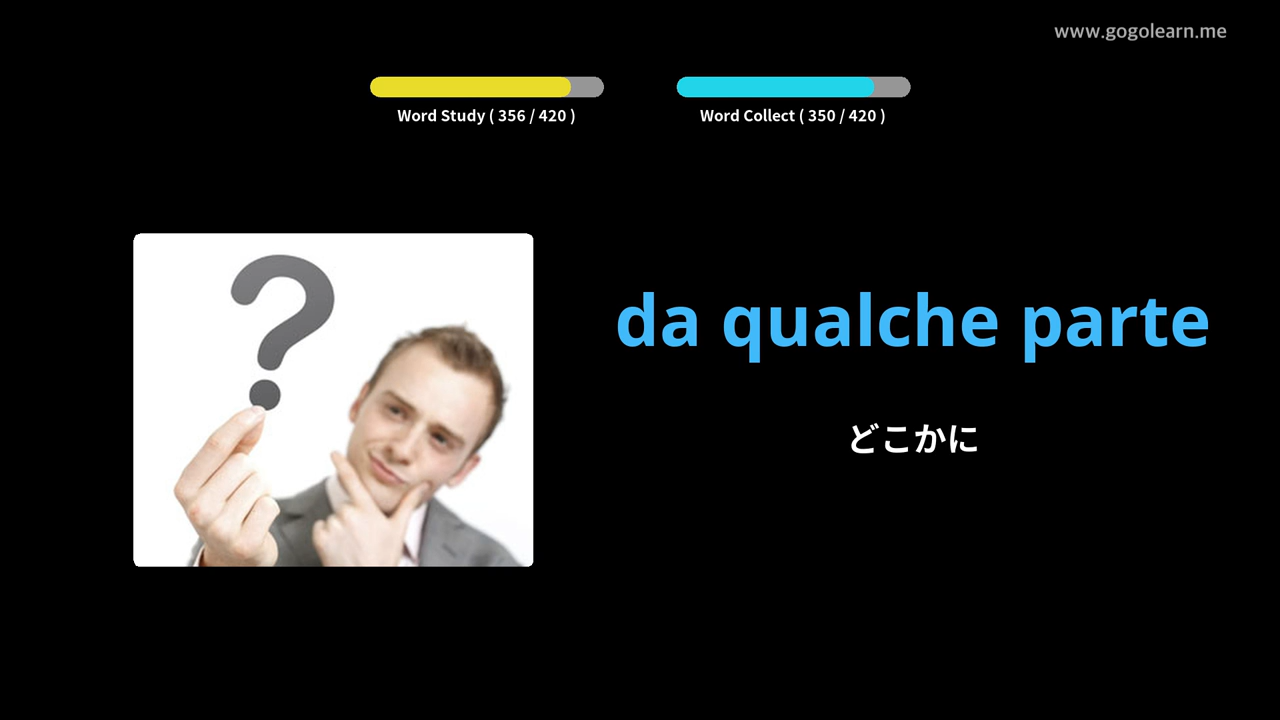 www.gogolearn.me
Word Study ( 356 / 420 )
Word Collect ( 350 / 420 )
da qualche parte
どこかに